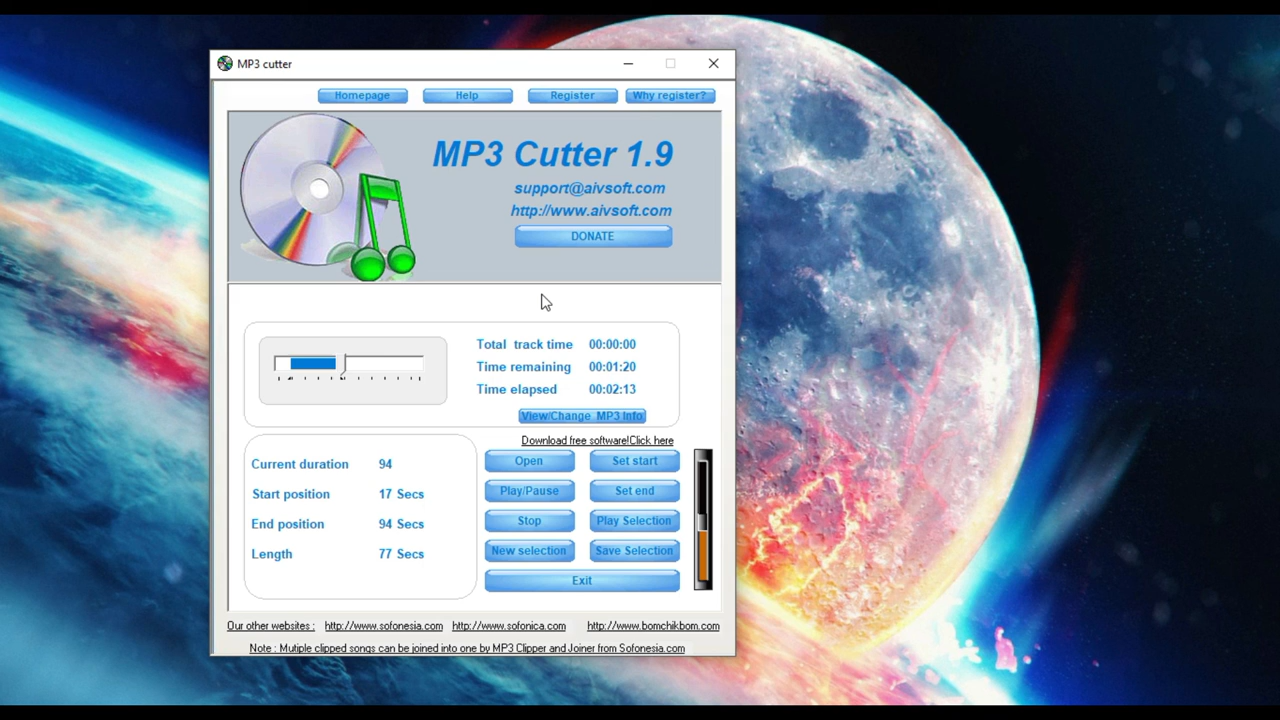 MP3 cutter
Homepage Help Register Why register?
MP3 Cutter 1.9
support@aivsoft.com
http://www.aivsoft.com
DONATE
Total track time 00:00:00
Time remaining 00:01:20
Time elapsed 00:02:13
View/Change MP3 Info
Download free software!Click here
Current duration 94
Start position 17 Secs
End position 94 Secs
Length 77 Secs
Open Set start
Play/Pause Set end
Stop Play Selection
New selection Save Selection
Exit
Our other websites : http://www.sofonesia.com http://www.sofonica.com http://www.bomchikbom.com
Note : Mutiple clipped songs can be joined into one by MP3 Clipper and Joiner from Sofonesia.com